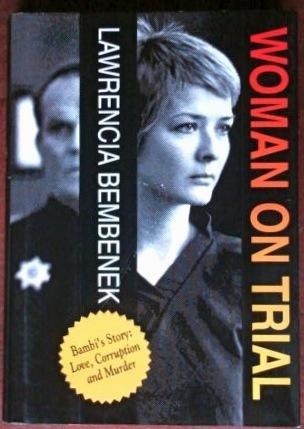 WOMAN ON TRIAL
LAWRENCIA BEMBENEK
Bambi's Story:
Love, Corruption
and Murder